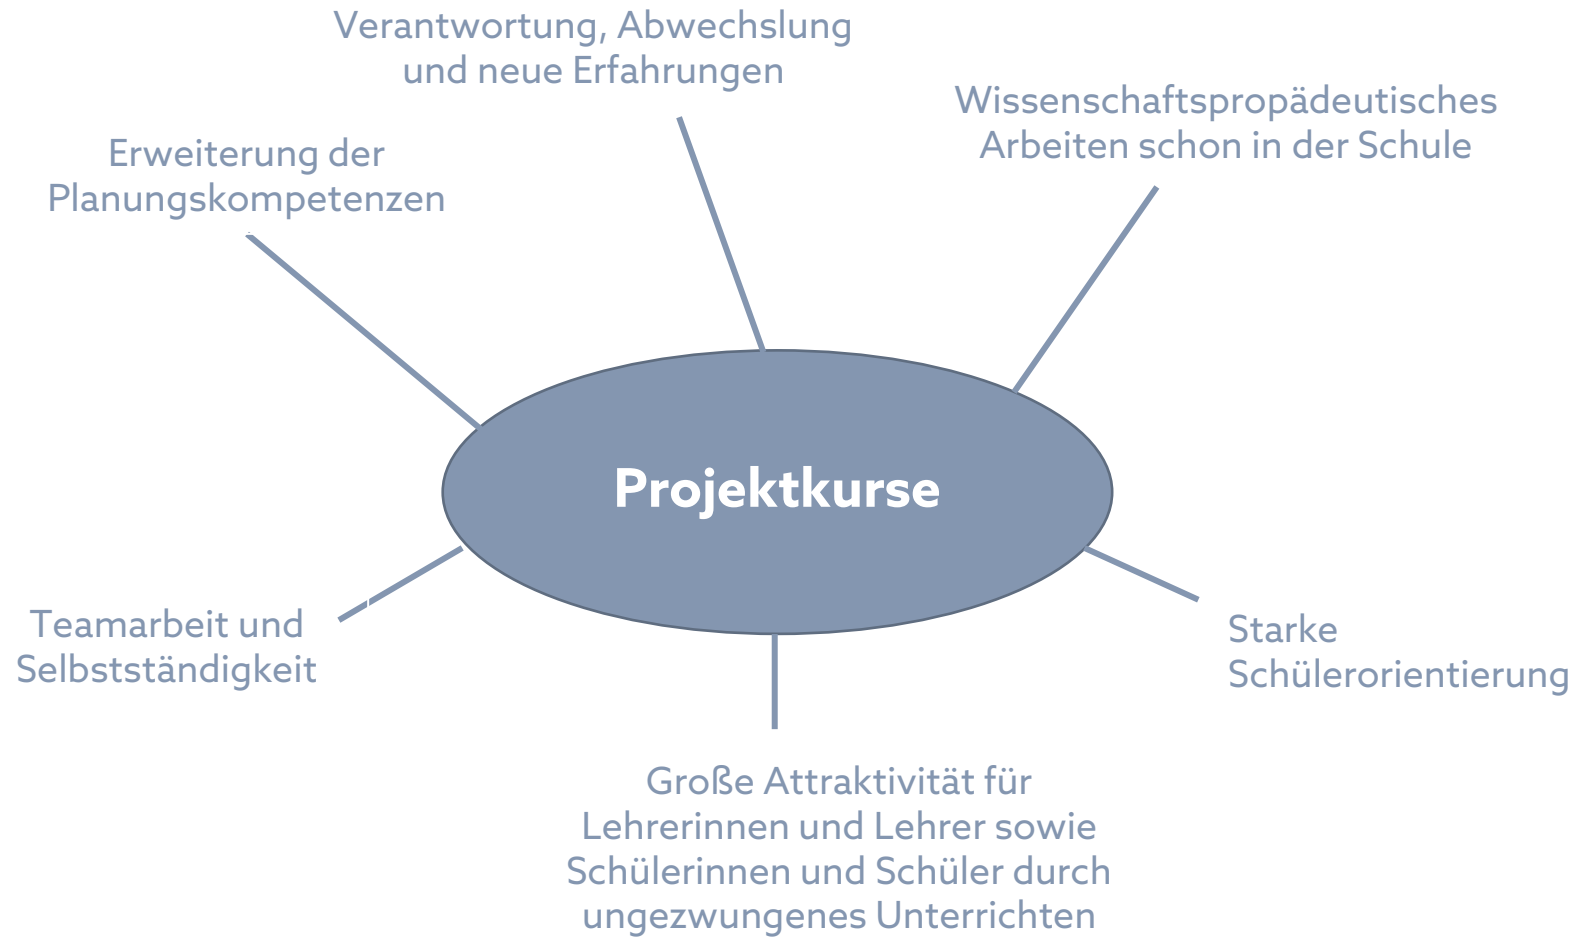 Verantwortung, Abwechslung
und neue Erfahrungen
Wissenschaftspropädeutisches
Arbeiten schon in der Schule
Erweiterung der
Planungskompetenzen
Projektkurse
Teamarbeit und
Selbstständigkeit
Starke
Schülerorientierung
Große Attraktivität für
Lehrerinnen und Lehrer sowie
Schülerinnen und Schüler durch
ungezwungenes Unterrichten